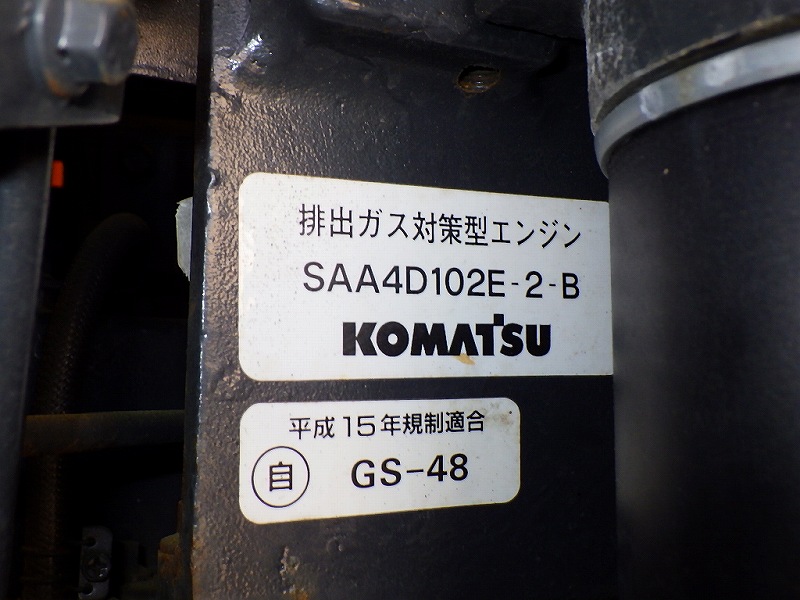 排出ガス対策型エンジン
SAA4D102E-2-B
KOMATSU
平成15年規制適合
自 GS-48